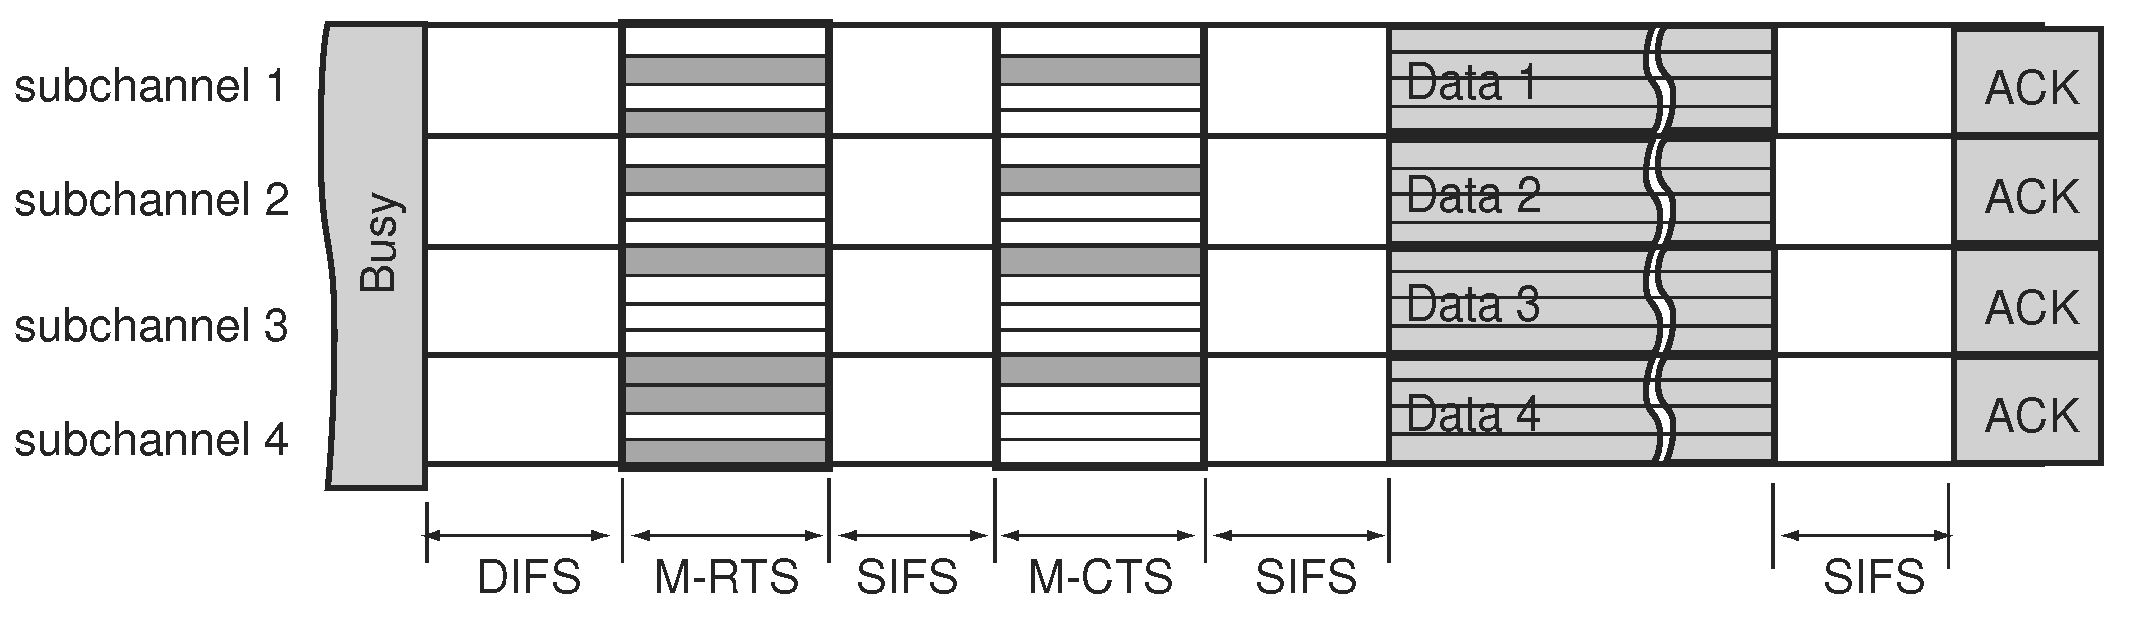 subchannel 1
subchannel 2
subchannel 3
subchannel 4
Busy
Data 1
ACK
Data 2
ACK
Data 3
ACK
Data 4
ACK
DIFS
M-RTS
SIFS
M-CTS
SIFS
SIFS